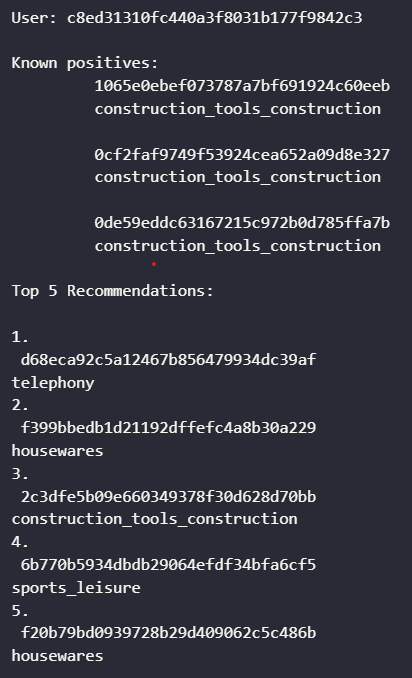 User: c8ed31310fc440a3f8031b177f9842c3
Known positives:
1065e0ebef073787a7bf691924c60eeb
construction_tools_construction
0cf2faf9749f53924cea652a09d8e327
construction_tools_construction
0de59eddc63167215c972b0d785ffa7b
construction_tools_construction
Top 5 Recommendations:
1.
d68eca92c5a12467b856479934dc39af
telephony
2.
f399bbedb1d21192dffefc4a8b30a229
housewares
3.
2c3dfe5b09e660349378f30d628d70bb
construction_tools_construction
4.
6b770b5934dbdb29064efdf34bfa6cf5
sports_leisure
5.
f20b79bd0939728b29d409062c5c486b
housewares